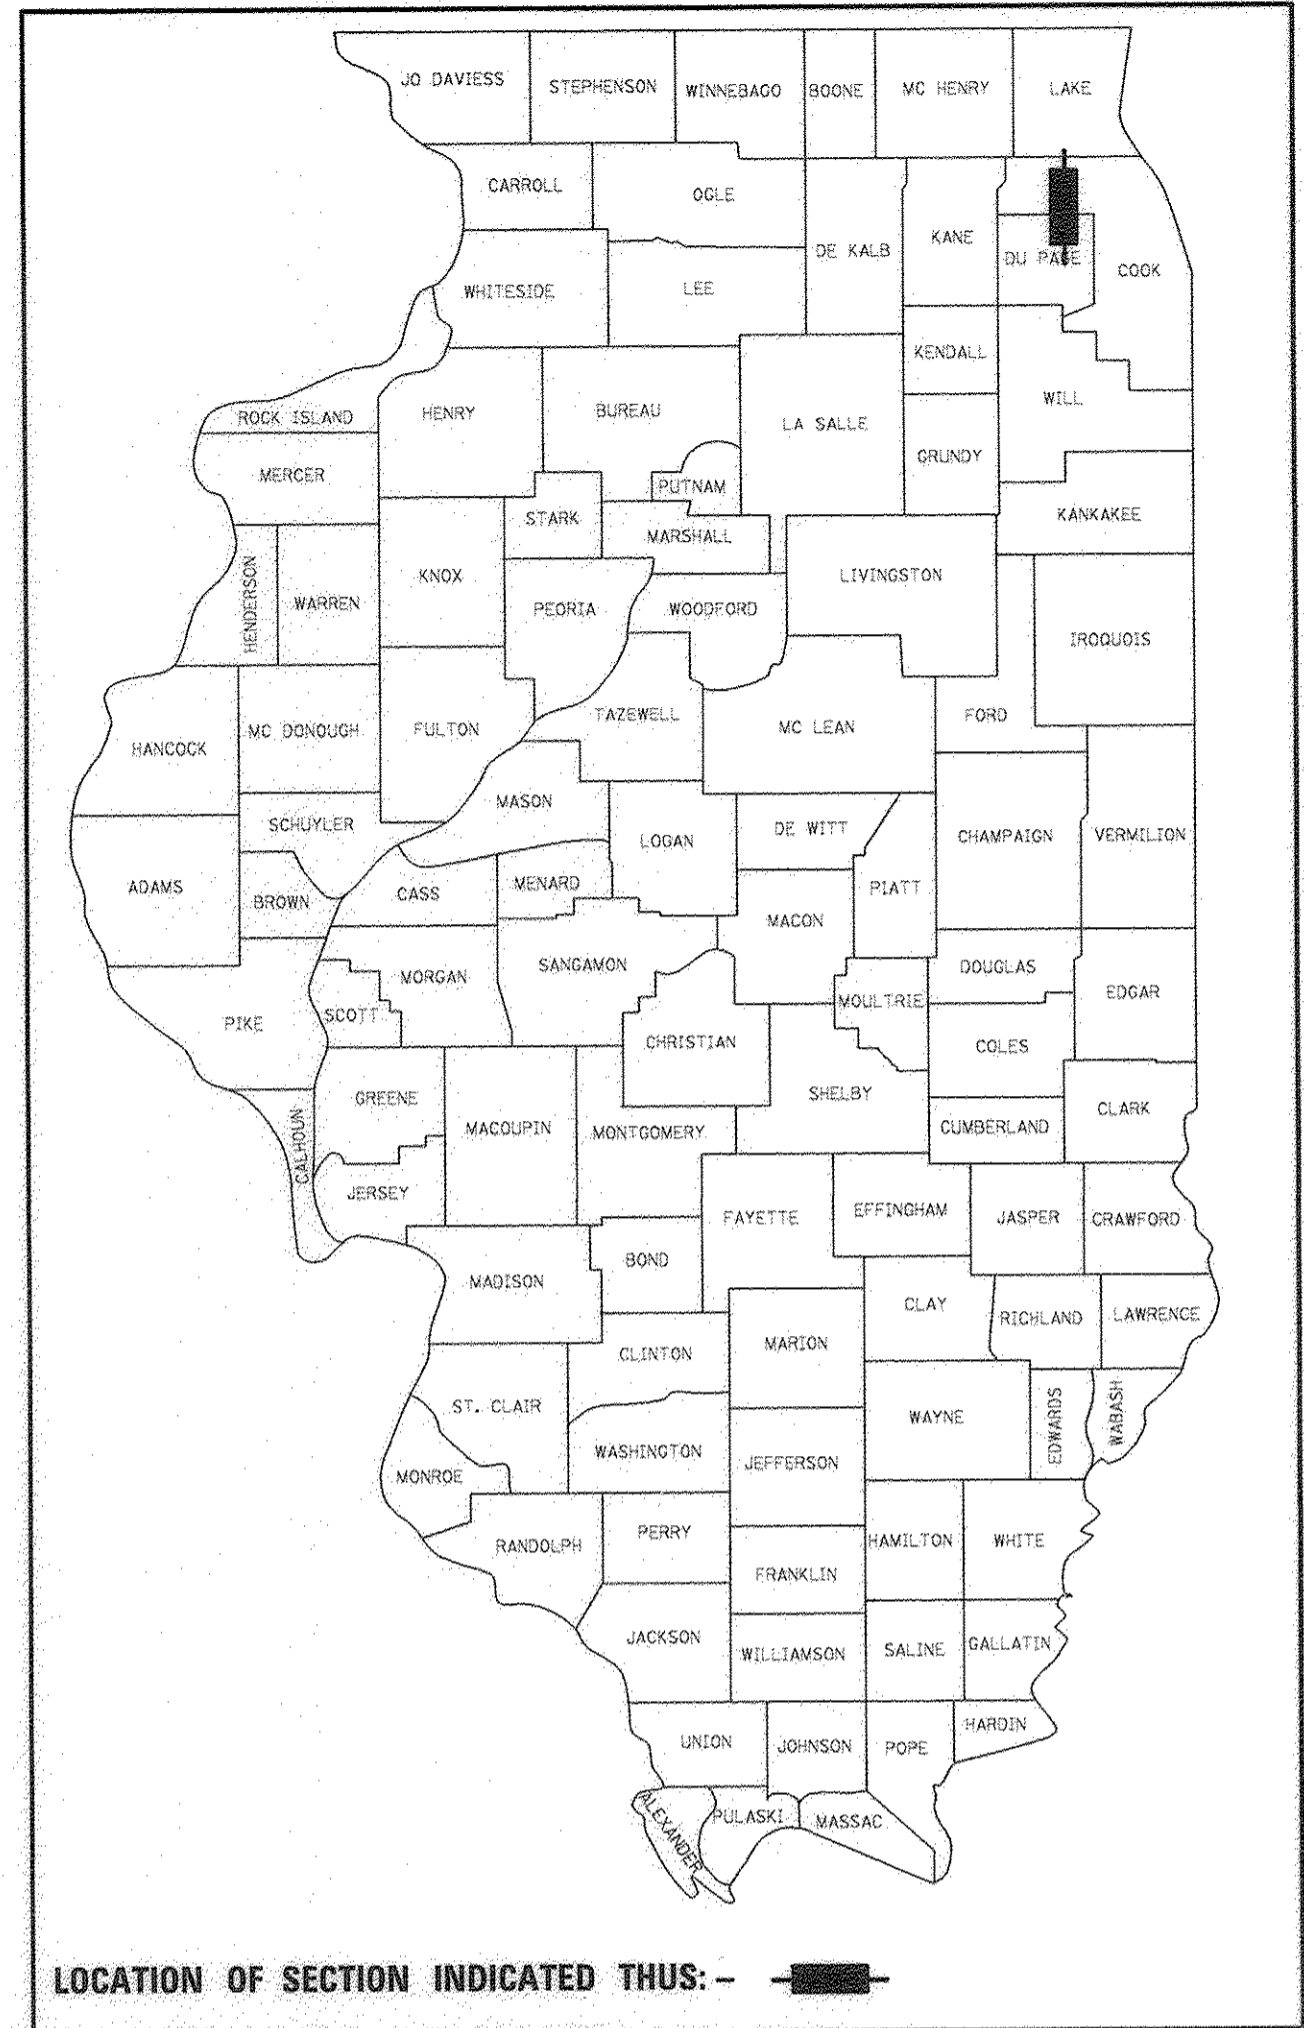 JO DAVIESS
STEPHENSON
WINNEBAGO
BOONE
MC HENRY
LAKE
CARROLL
OGLE
DE KALB
KANE
DU PAGE
COOK
WHITESIDE
LEE
KENDALL
ROCK ISLAND
HENRY
BUREAU
LA SALLE
WILL
MERCER
PUTNAM
GRUNDY
STARK
MARSHALL
KANKAKEE
HENDERSON
WARREN
KNOX
PEORIA
WOODFORD
LIVINGSTON
IROQUOIS
HANCOCK
MC DONOUGH
FULTON
TAZEWELL
MC LEAN
FORD
SCHUYLER
MASON
LOGAN
DE WITT
CHAMPAIGN
VERMILION
ADAMS
BROWN
CASS
MENARD
MACON
PIATT
PIKE
SCOTT
MORGAN
SANGAMON
CHRISTIAN
MOULTRIE
DOUGLAS
EDGAR
COLES
CALHOUN
GREENE
MACOUPIN
MONTGOMERY
SHELBY
CUMBERLAND
CLARK
JERSEY
FAYETTE
EFFINGHAM
JASPER
CRAWFORD
MADISON
BOND
CLAY
RICHLAND
LAWRENCE
CLINTON
MARION
ST. CLAIR
WAYNE
EDWARDS
WABASH
MONROE
WASHINGTON
JEFFERSON
RANDOLPH
PERRY
HAMILTON
WHITE
FRANKLIN
JACKSON
WILLIAMSON
SALINE
GALLATIN
UNION
JOHNSON
POPE
HARDIN
ALEXANDER
PULASKI
MASSAC
LOCATION OF SECTION INDICATED THUS: –